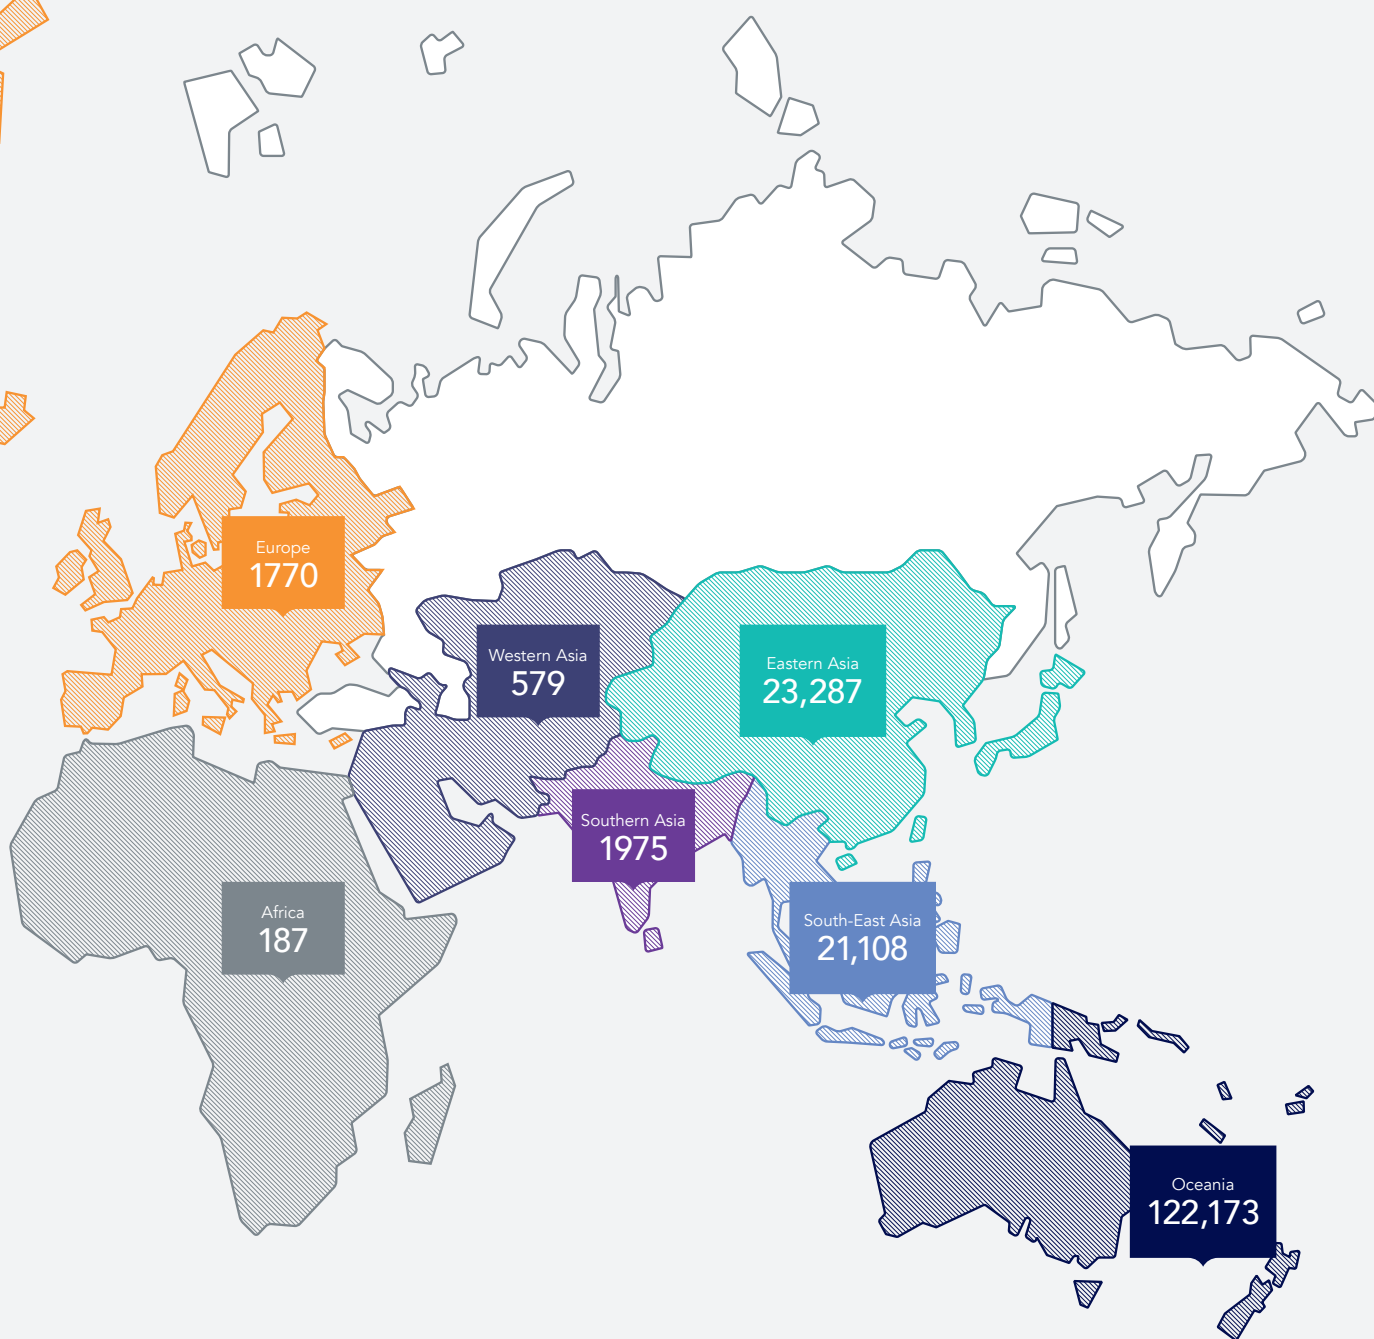 Europe
1770
Western Asia
579
Eastern Asia
23,287
Southern Asia
1975
Africa
187
South-East Asia
21,108
Oceania
122,173